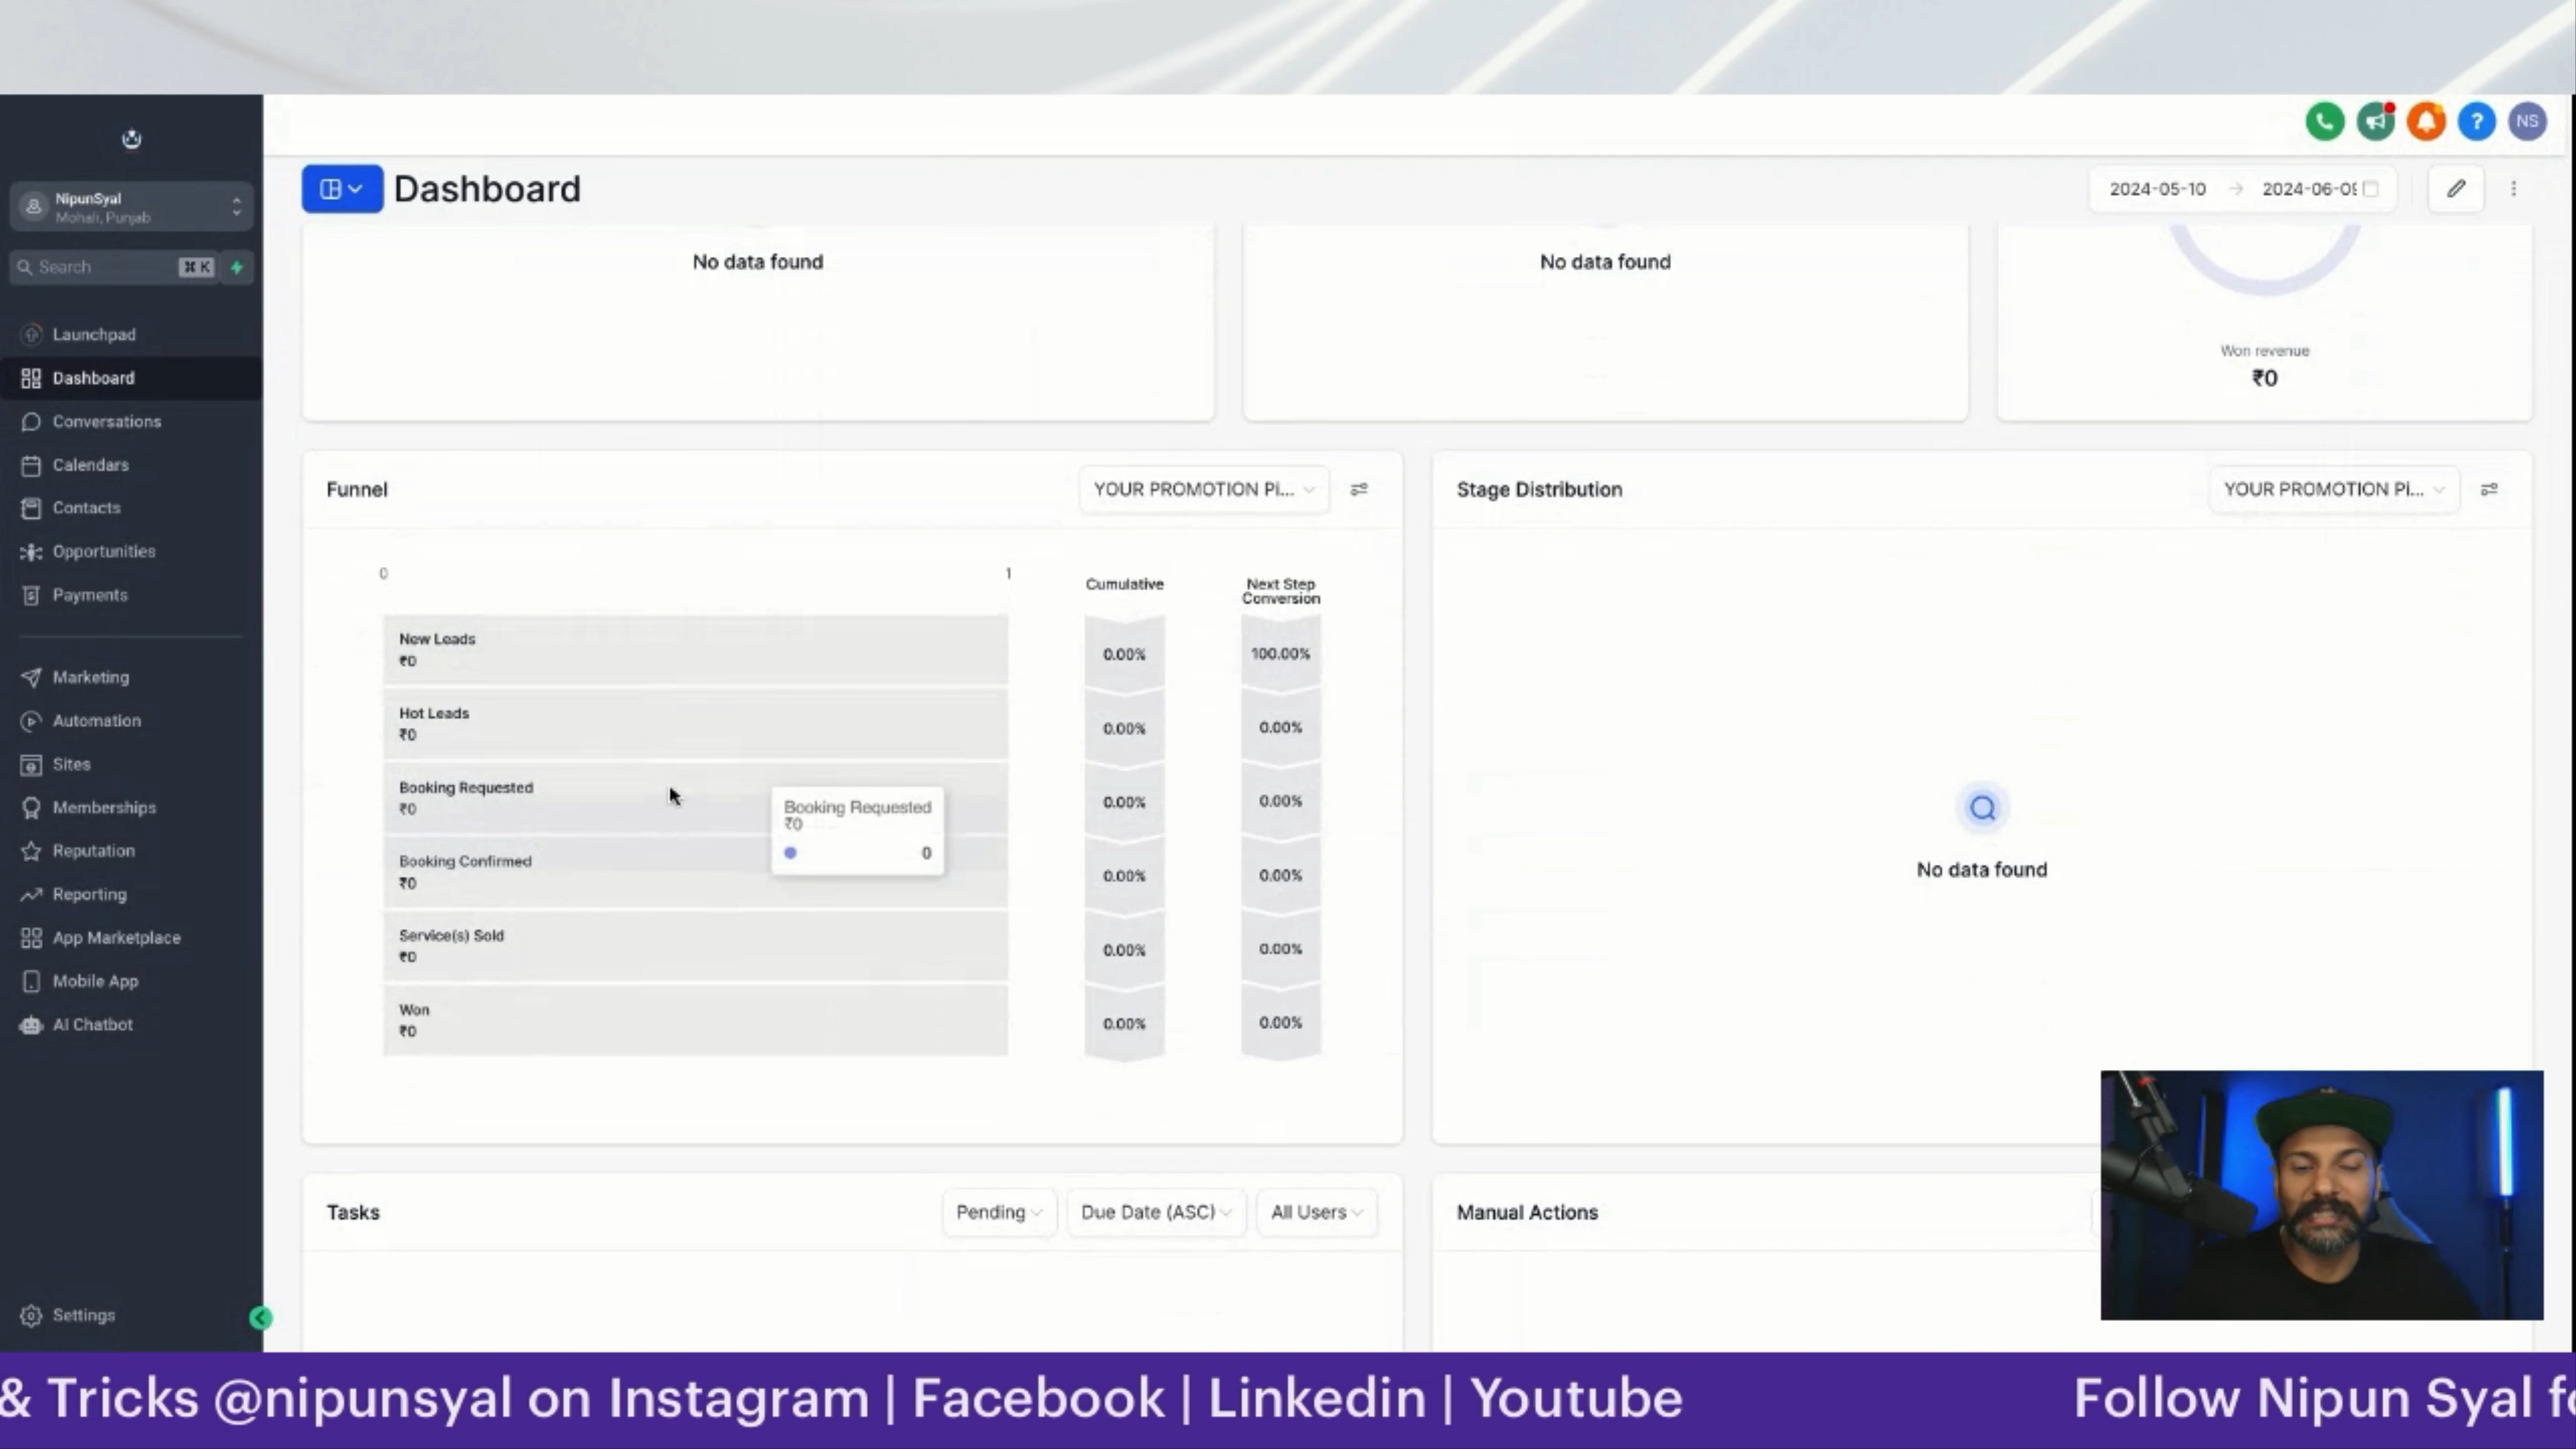 NipunSyal
Mohali, Punjab
Search ⌘ K
Launchpad
Dashboard
Conversations
Calendars
Contacts
Opportunities
Payments
Marketing
Automation
Sites
Memberships
Reputation
Reporting
App Marketplace
Mobile App
AI Chatbot
Settings
? NS
Dashboard
2024-05-10 → 2024-06-09
No data found
No data found
Won revenue
₹0
Funnel
YOUR PROMOTION Pi...
0 1
Cumulative
Next Step
Conversion
New Leads
₹0
0.00% 100.00%
Hot Leads
₹0
0.00% 0.00%
Booking Requested
₹0
0.00% 0.00%
Booking Requested
₹0
0
Booking Confirmed
₹0
0.00% 0.00%
Service(s) Sold
₹0
0.00% 0.00%
Won
₹0
0.00% 0.00%
Stage Distribution
YOUR PROMOTION Pi...
No data found
Tasks
Pending
Due Date (ASC)
All Users
Manual Actions
& Tricks @nipunsyal on Instagram | Facebook | Linkedin | Youtube Follow Nipun Syal